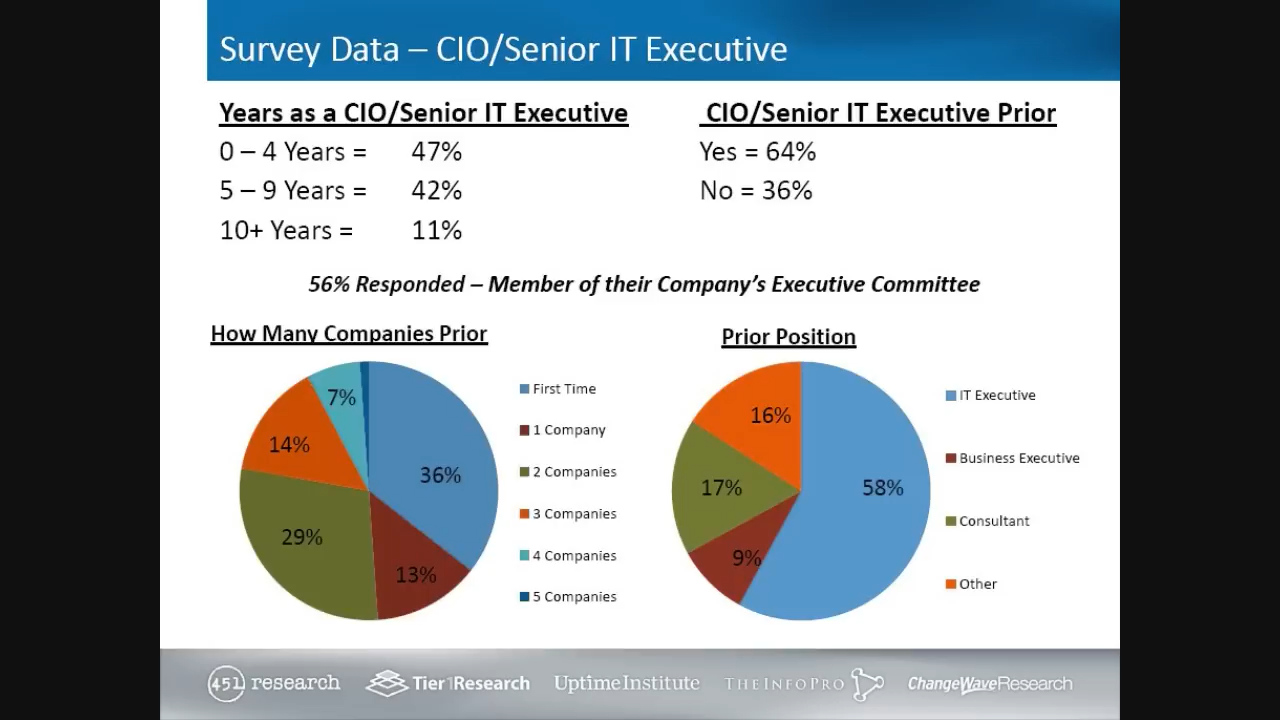 Survey Data – CIO/Senior IT Executive
Years as a CIO/Senior IT Executive
0 – 4 Years = 47%
5 – 9 Years = 42%
10+ Years = 11%
CIO/Senior IT Executive Prior
Yes = 64%
No = 36%
56% Responded – Member of their Company's Executive Committee
How Many Companies Prior
36%
13%
29%
14%
7%
First Time
1 Company
2 Companies
3 Companies
4 Companies
5 Companies
Prior Position
58%
9%
17%
16%
IT Executive
Business Executive
Consultant
Other
451 research
Tier1Research
UptimeInstitute
THEINFOPRO
ChangeWaveResearch